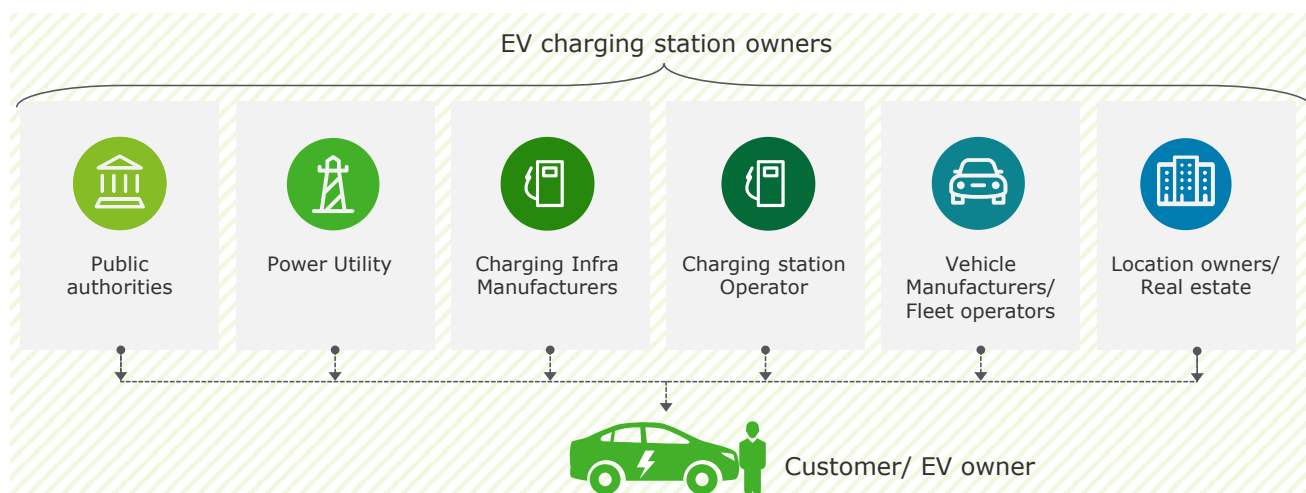 EV charging station owners
Public
authorities
Power Utility
Charging Infra
Manufacturers
Charging station
Operator
Vehicle
Manufacturers/
Fleet operators
Location owners/
Real estate
Customer/ EV owner